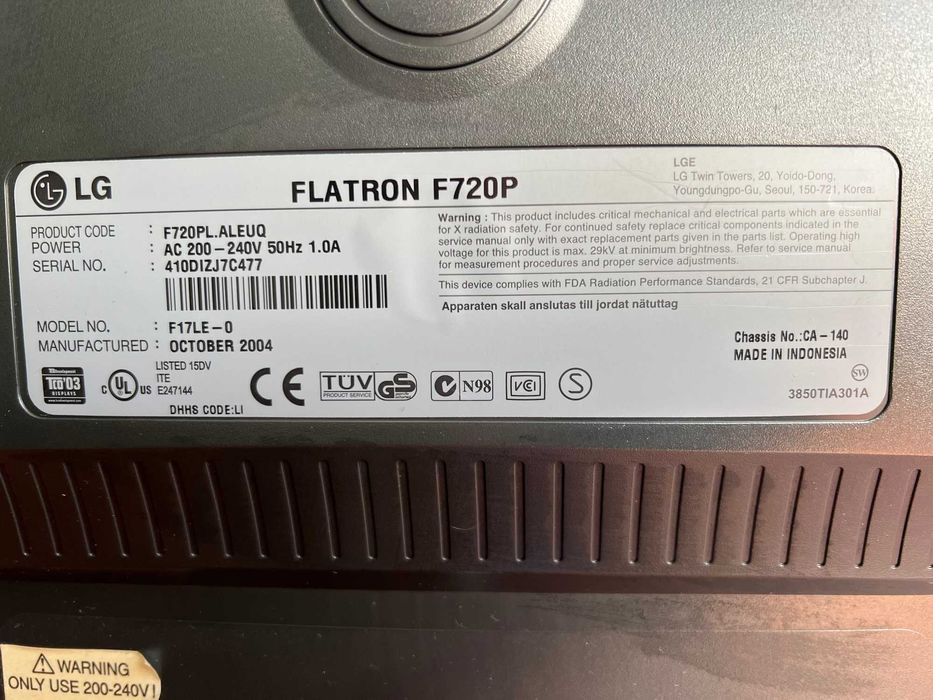 LG
FLATRON F720P
LGE
LG Twin Towers, 20, Yoido-Dong,
Youngdungpo-Gu, Seoul, 150-721, Korea.
PRODUCT CODE : F720PL.ALEUQ
POWER : AC 200-240V 50Hz 1.0A
SERIAL NO. : 410DIZJ7C477
Warning : This product includes critical mechanical and electrical parts which are essential
for X radiation safety. For continued safety replace critical components indicated in the
service manual only with exact replacement parts given in the parts list. Operating high
voltage for this product is max. 29kV at minimum brightness. Refer to service manual
for measurement procedures and proper service adjustments.
This device complies with FDA Radiation Performance Standards, 21 CFR Subchapter J.
Apparaten skall anslutas till jordat nätuttag
MODEL NO. : F17LE-0
MANUFACTURED : OCTOBER 2004
Chassis No.:CA-140
MADE IN INDONESIA
SW
3850TIA301A
TCO'03
DISPLAYS
C UL US
LISTED 15DV
ITE
E247144
DHHS CODE:LI
CE
TÜV
PRODUCT SERVICE
GS
N98
VCI
S
WARNING
ONLY USE 200-240V!